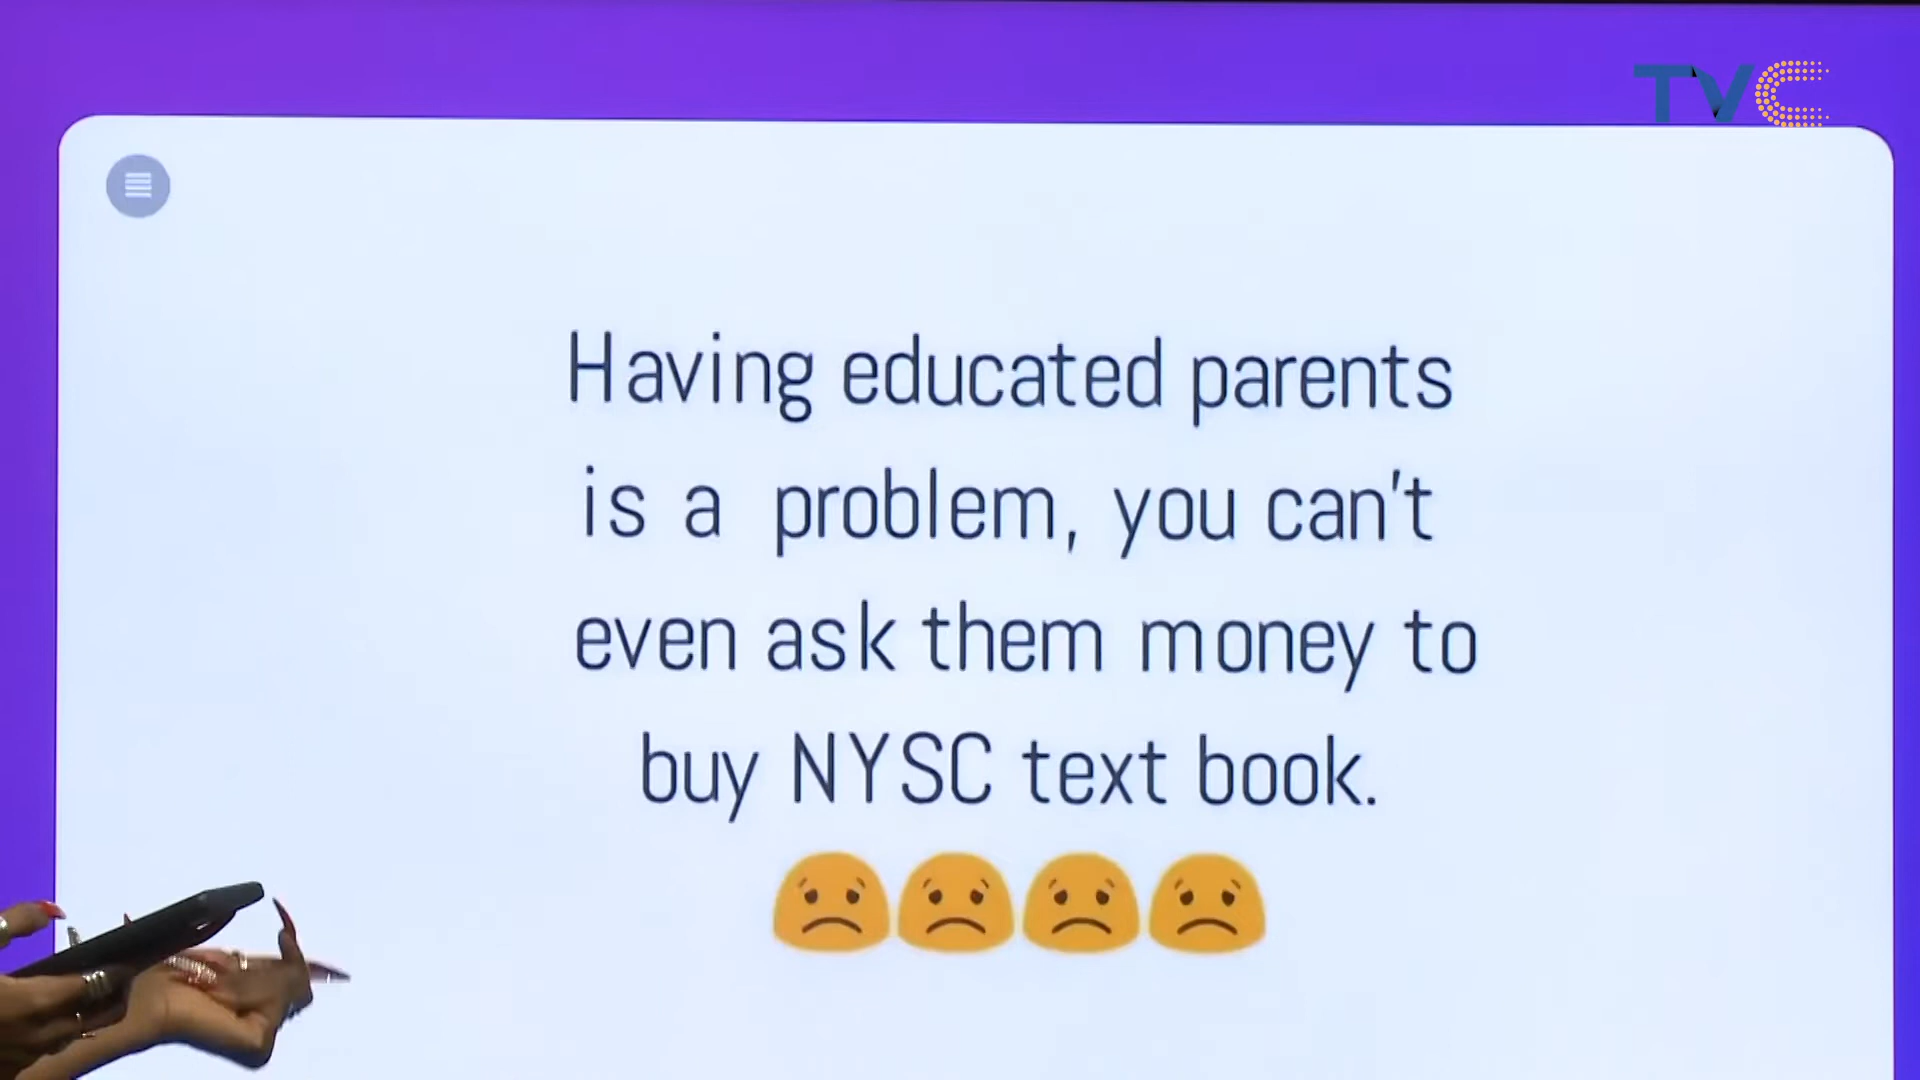 TVC
Having educated parents
is a problem, you can't
even ask them money to
buy NYSC text book.
😟😟😟😟